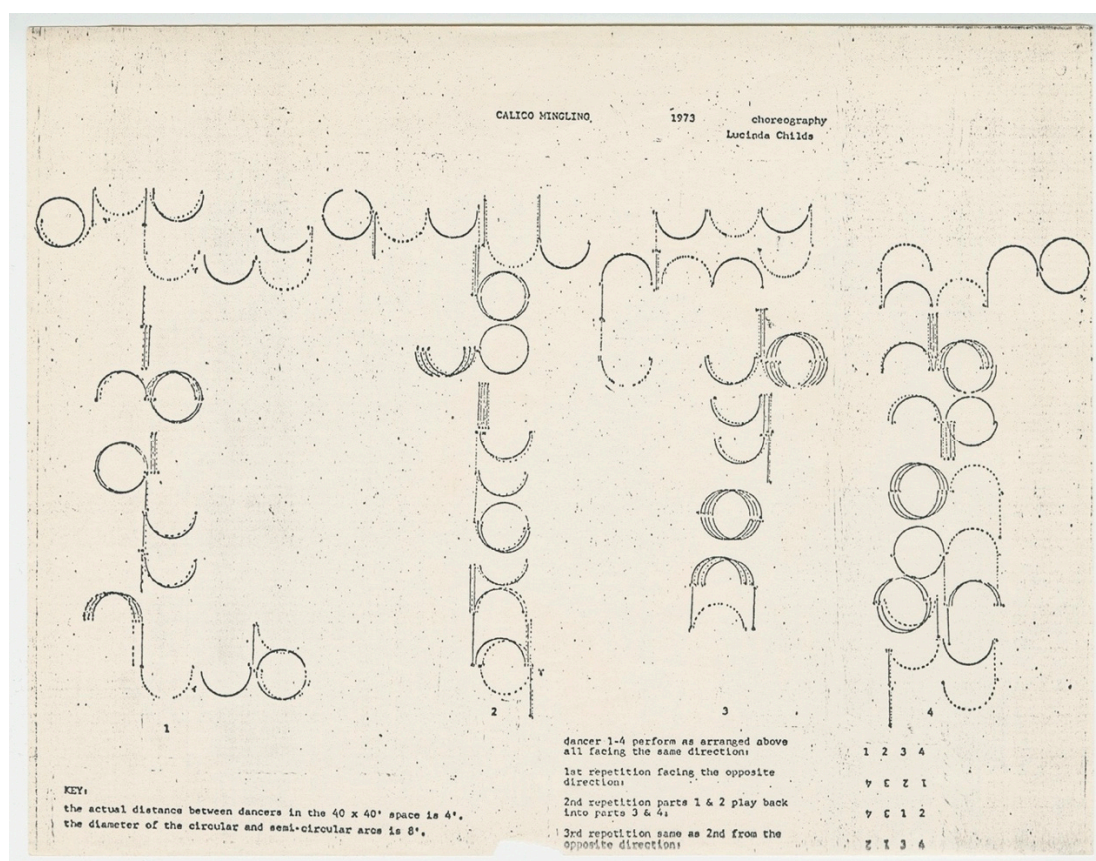 CALICO MINGLING 1973 choreography
Lucinda Childs
1 2 3 4
dancer 1-4 perform as arranged above
all facing the same direction:
1 2 3 4
1st repetition facing the opposite
direction:
4 3 2 1
2nd repetition parts 1 & 2 play back
into parts 3 & 4:
4 3 1 2
3rd repetition same as 2nd from the
opposite direction:
2 1 3 4
KEY:
the actual distance between dancers in the 40 x 40' space is 4'.
the diameter of the circular and semi-circular arcs is 8'.